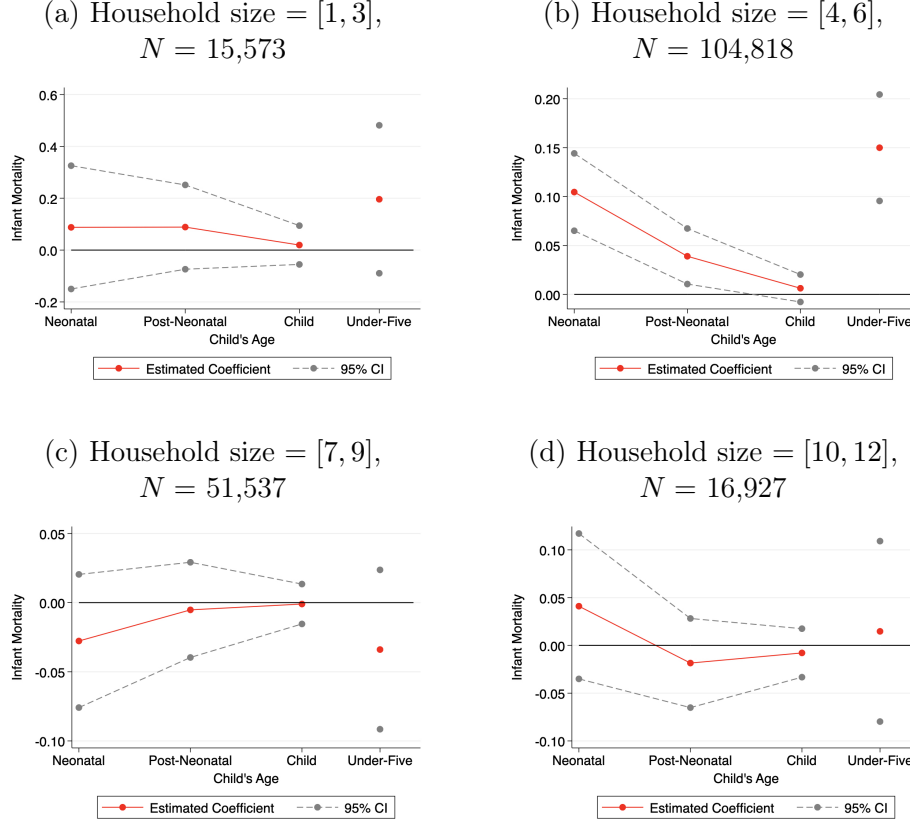 (a) Household size = [1, 3],
N = 15,573
0.6
0.4
0.2
0.0
-0.2
Infant Mortality
Neonatal Post-Neonatal Child Under-Five
Child's Age
Estimated Coefficient 95% CI
(b) Household size = [4, 6],
N = 104,818
0.20
0.15
0.10
0.05
0.00
Infant Mortality
Neonatal Post-Neonatal Child Under-Five
Child's Age
Estimated Coefficient 95% CI
(c) Household size = [7, 9],
N = 51,537
0.05
0.00
-0.05
-0.10
Infant Mortality
Neonatal Post-Neonatal Child Under-Five
Child's Age
Estimated Coefficient 95% CI
(d) Household size = [10, 12],
N = 16,927
0.10
0.05
0.00
-0.05
-0.10
Infant Mortality
Neonatal Post-Neonatal Child Under-Five
Child's Age
Estimated Coefficient 95% CI